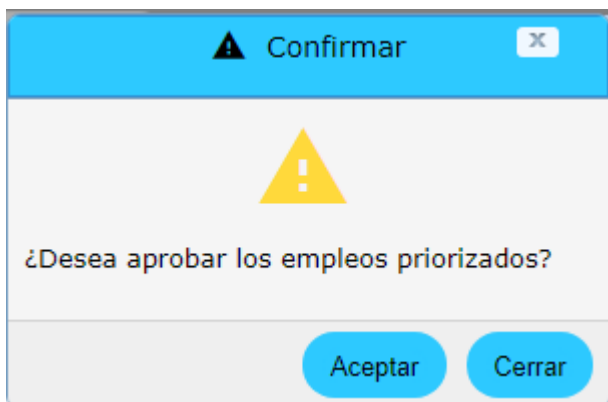 Confirmar
x
¿Desea aprobar los empleos priorizados?
Aceptar Cerrar